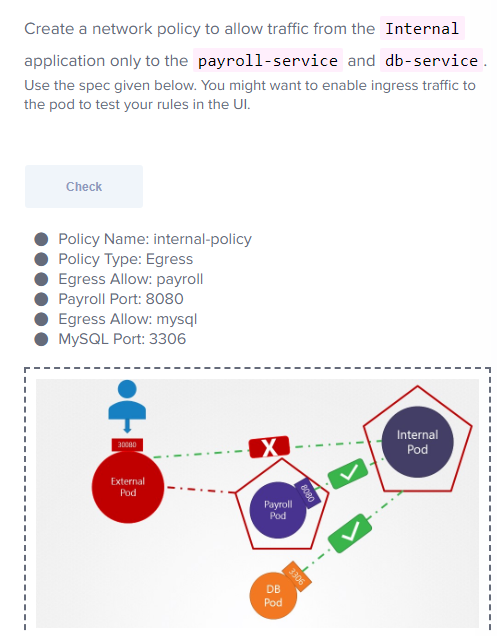 Create a network policy to allow traffic from the Internal
application only to the payroll-service and db-service.
Use the spec given below. You might want to enable ingress traffic to
the pod to test your rules in the UI.
Check
Policy Name: internal-policy
Policy Type: Egress
Egress Allow: payroll
Payroll Port: 8080
Egress Allow: mysql
MySQL Port: 3306
30080
External
Pod
X
Internal
Pod
Payroll
Pod
8080
3306
DB
Pod